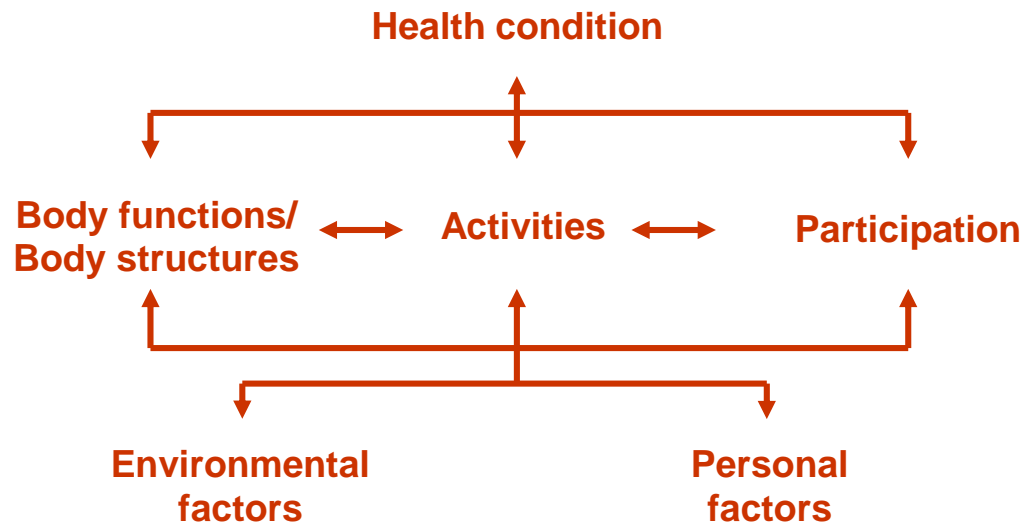 Health condition
Body functions/
Body structures
Activities
Participation
Environmental
factors
Personal
factors